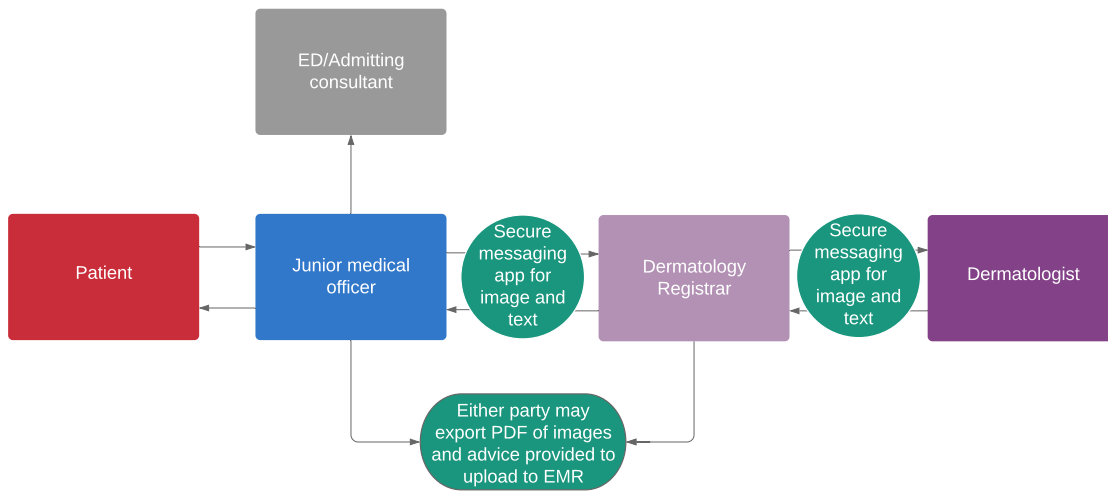 ED/Admitting
consultant
Patient
Junior medical
officer
Secure
messaging
app for
image and
text
Dermatology
Registrar
Secure
messaging
app for
image and
text
Dermatologist
Either party may
export PDF of images
and advice provided to
upload to EMR